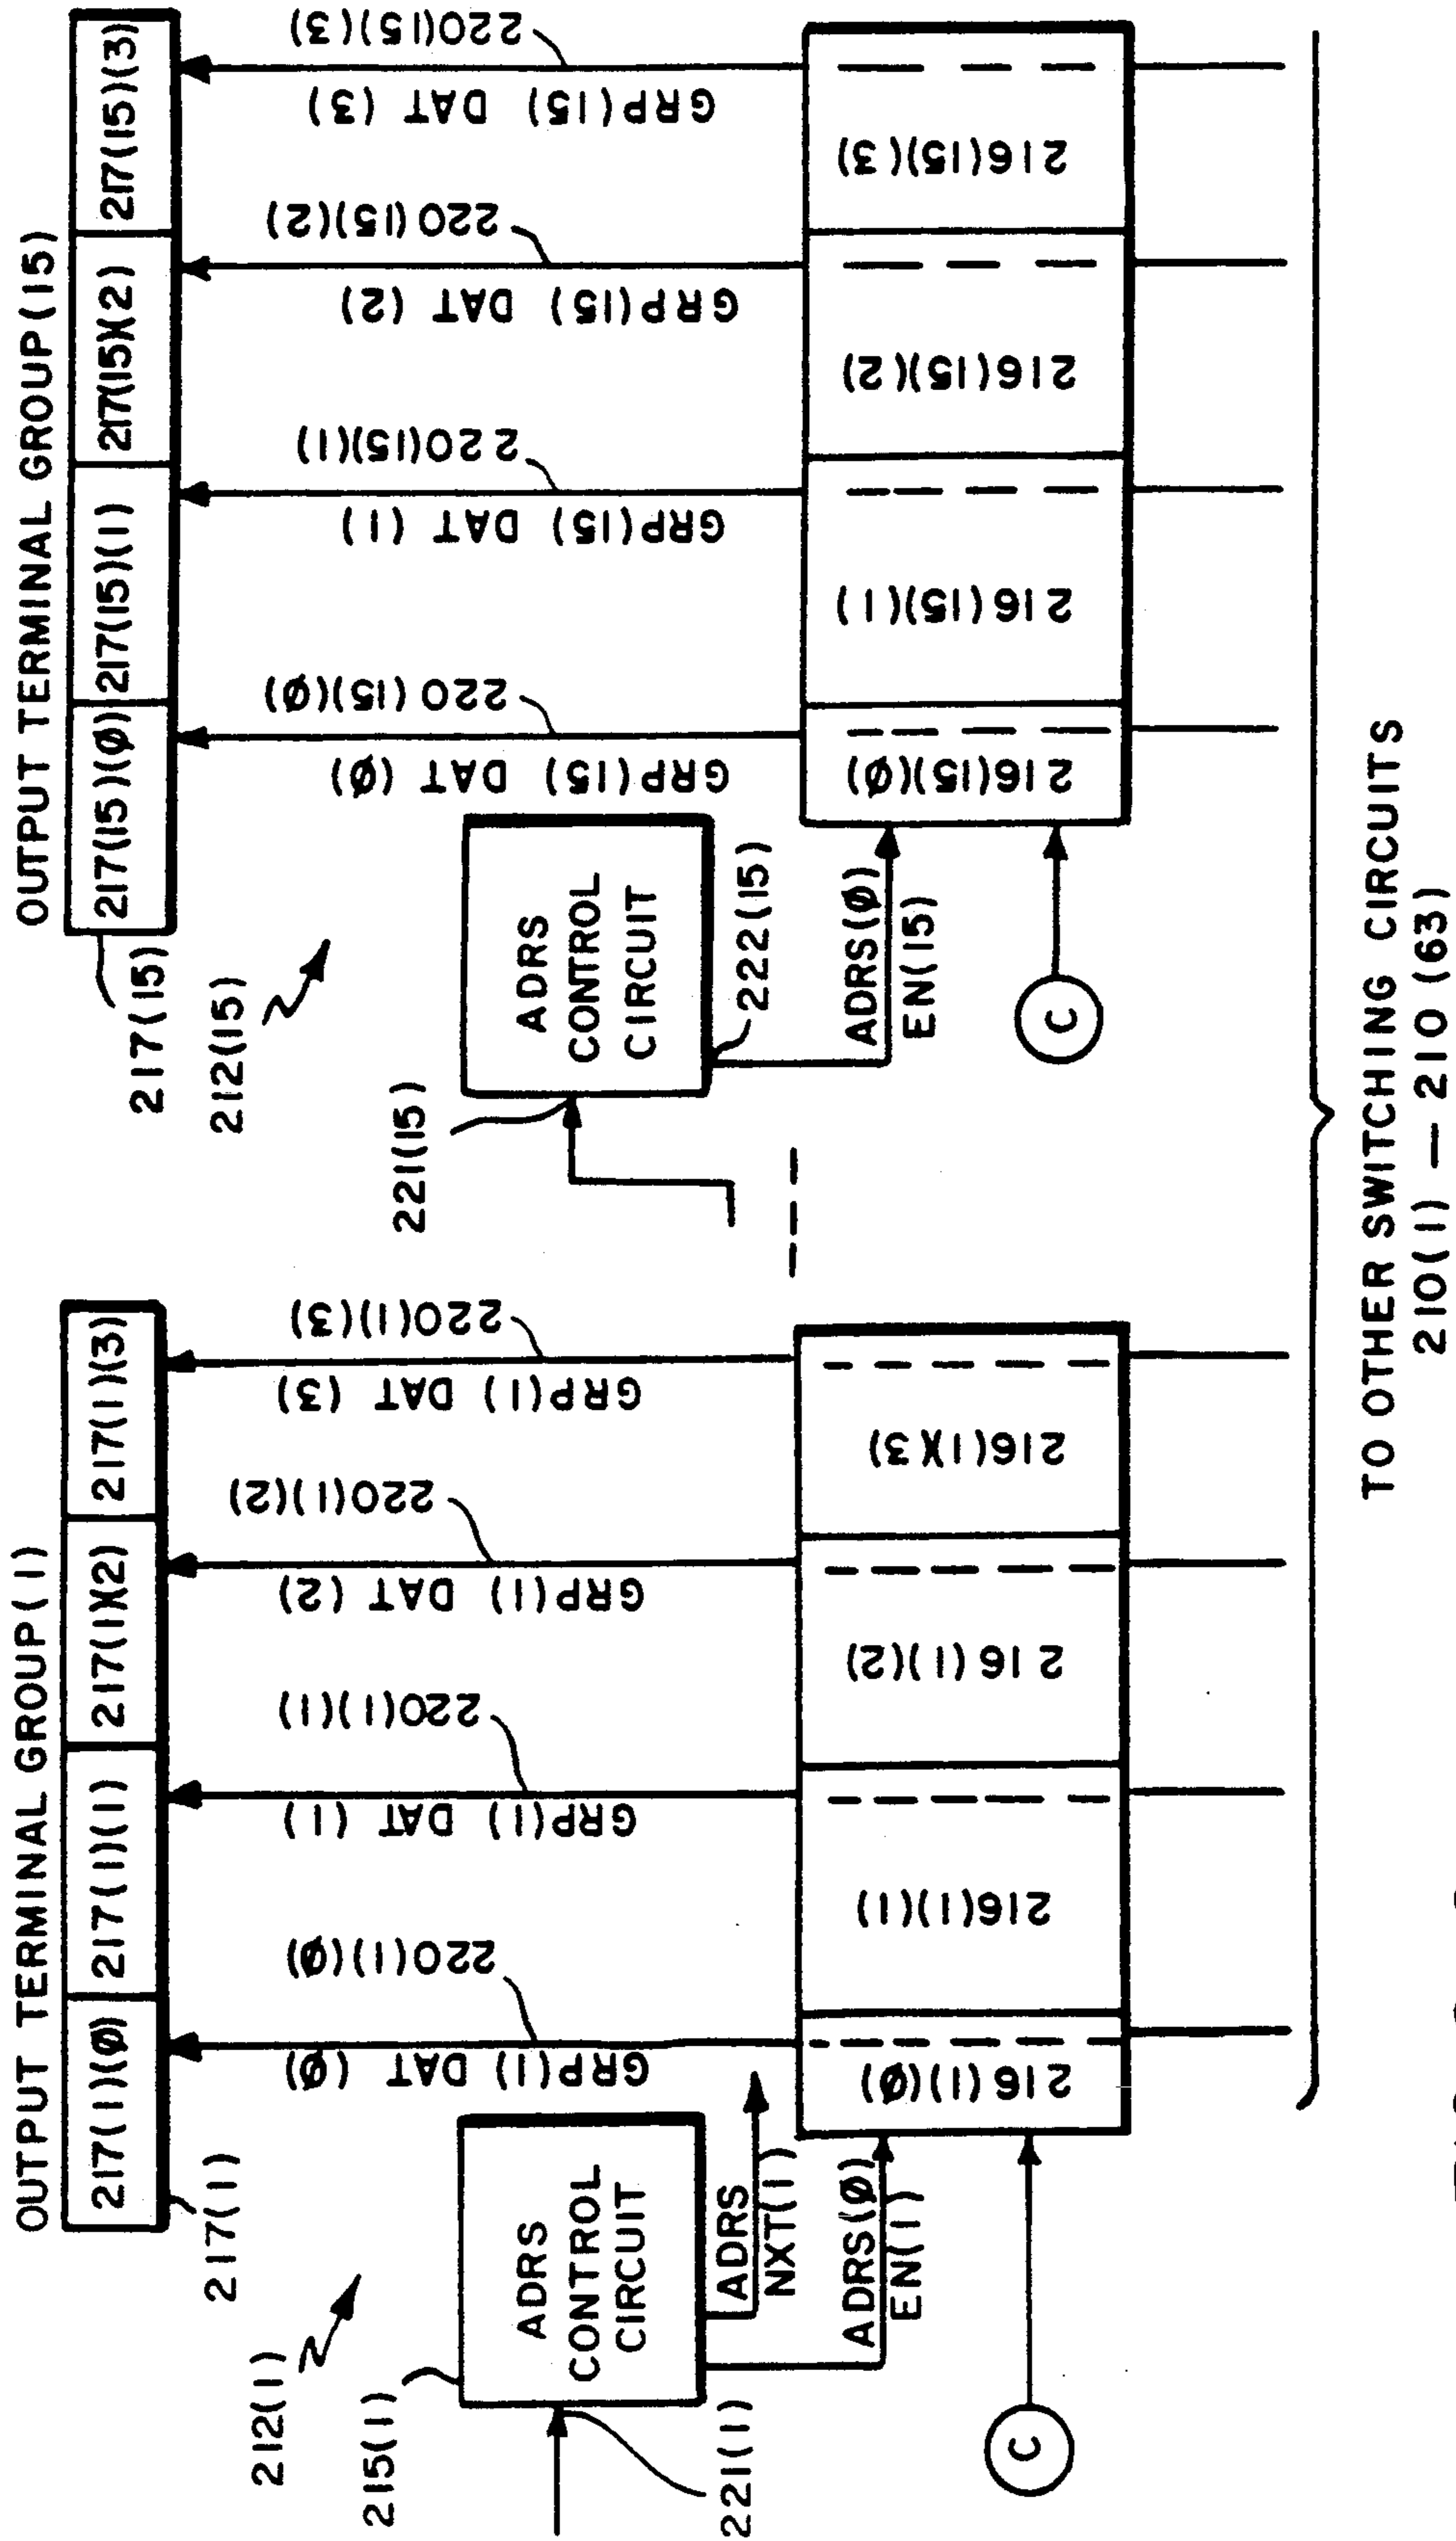 OUTPUT TERMINAL GROUP(1)
217(1)(Ø)
217(1)(1)
217(1)(2)
217(1)(3)
217(1)
212(1)
215(1)
221(1)
ADRS
CONTROL
CIRCUIT
ADRS
NXT(1)
ADRS(Ø)
EN(1)
C
220(1)(Ø)
GRP(1) DAT (Ø)
220(1)(1)
GRP(1) DAT (1)
220(1)(2)
GRP(1) DAT (2)
220(1)(3)
GRP(1) DAT (3)
216(1)(Ø)
216(1)(1)
216(1)(2)
216(1)(3)
OUTPUT TERMINAL GROUP(15)
217(15)(Ø)
217(15)(1)
217(15)(2)
217(15)(3)
217(15)
212(15)
221(15)
ADRS
CONTROL
CIRCUIT
222(15)
ADRS(Ø)
EN(15)
C
220(15)(Ø)
GRP(15) DAT (Ø)
220(15)(1)
GRP(15) DAT (1)
220(15)(2)
GRP(15) DAT (2)
220(15)(3)
GRP(15) DAT (3)
216(15)(Ø)
216(15)(1)
216(15)(2)
216(15)(3)
TO OTHER SWITCHING CIRCUITS
210(1) — 210(63)